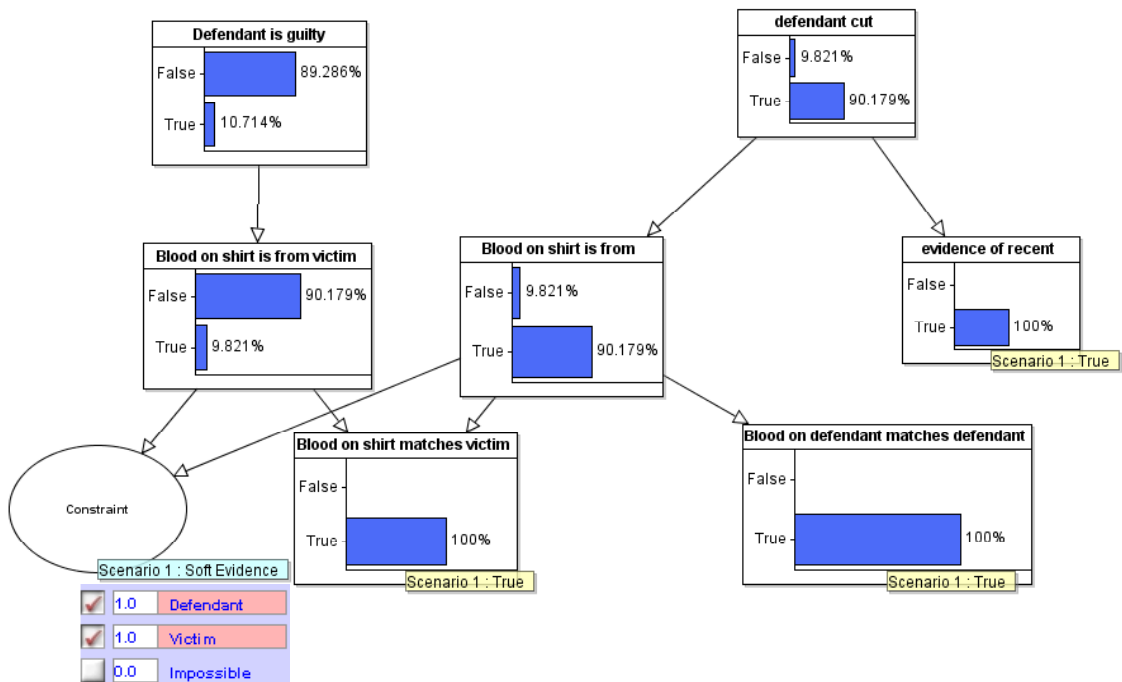 Defendant is guilty
False
89.286%
True
10.714%
defendant cut
False
9.821%
True
90.179%
Blood on shirt is from victim
False
90.179%
True
9.821%
Blood on shirt is from
False
9.821%
True
90.179%
evidence of recent
False
True
100%
Scenario 1 : True
Constraint
Scenario 1 : Soft Evidence
1.0 Defendant
1.0 Victim
0.0 Impossible
Blood on shirt matches victim
False
True
100%
Scenario 1 : True
Blood on defendant matches defendant
False
True
100%
Scenario 1 : True